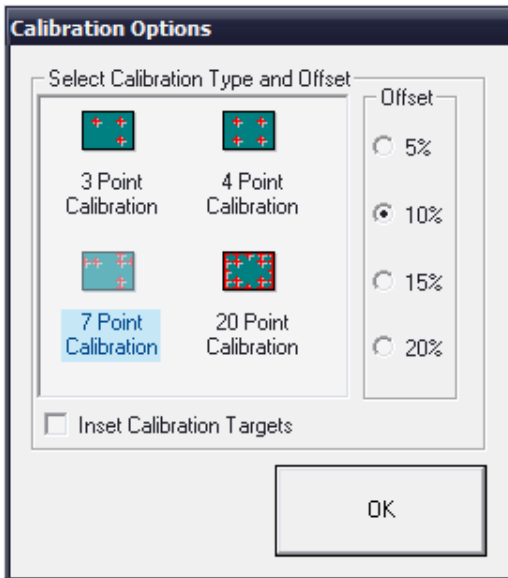 Calibration Options
Select Calibration Type and Offset
Offset
3 Point
Calibration
4 Point
Calibration
7 Point
Calibration
20 Point
Calibration
5%
10%
15%
20%
Inset Calibration Targets
OK